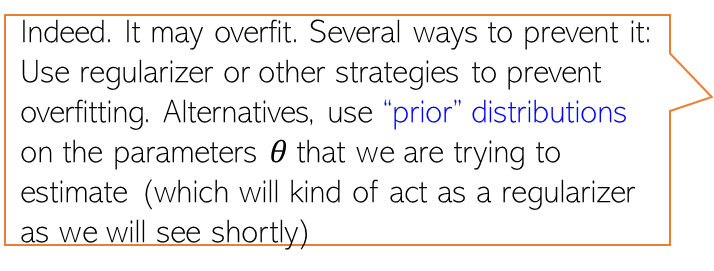 Indeed. It may overfit. Several ways to prevent it:
Use regularizer or other strategies to prevent
overfitting. Alternatives, use “prior” distributions
on the parameters 𝜽 that we are trying to
estimate (which will kind of act as a regularizer
as we will see shortly)